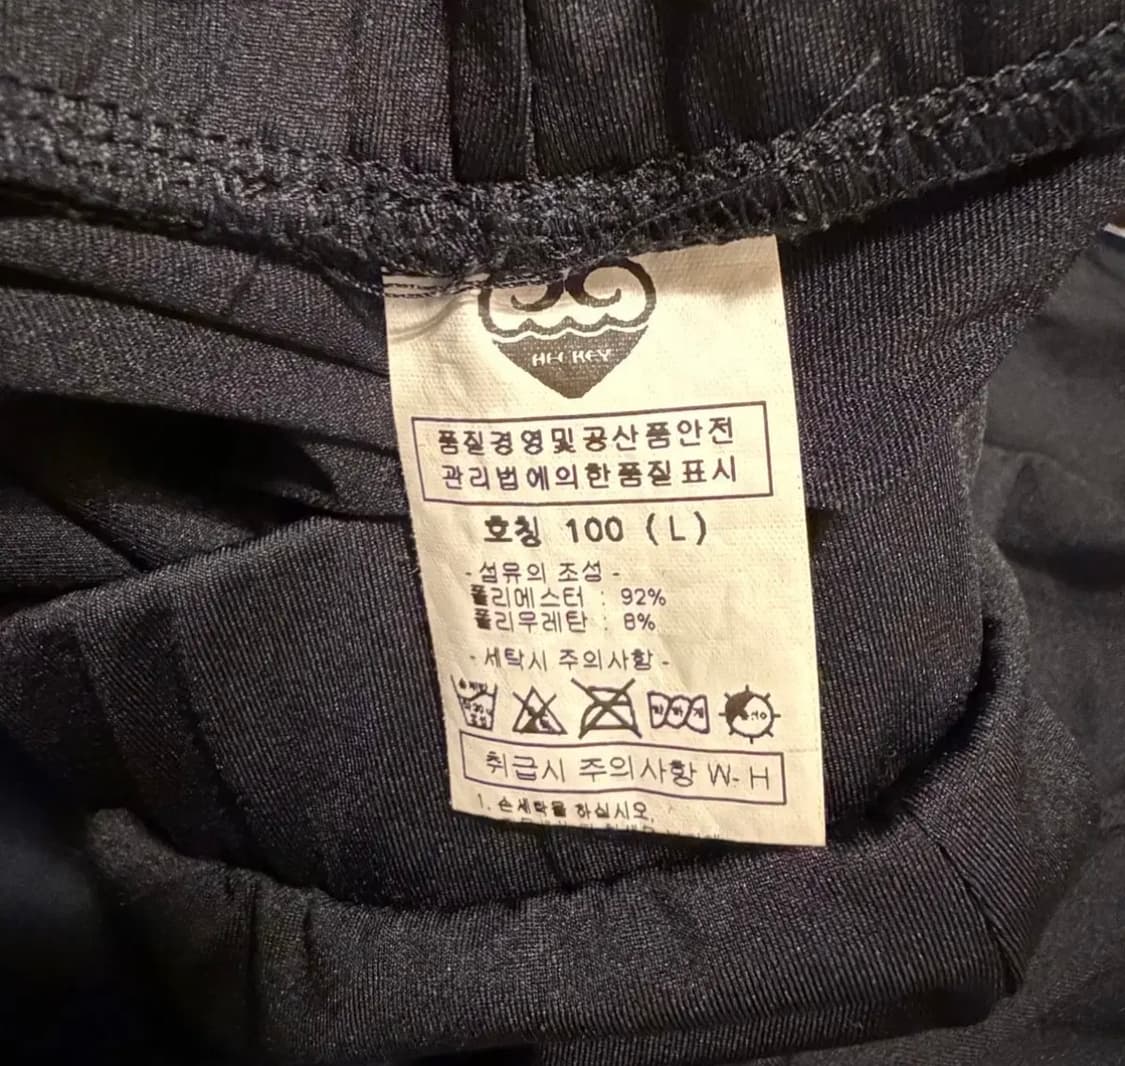 품질경영및공산품안전
관리법에의한품질표시
호칭 100 (L)
- 섬유의 조성 -
폴리에스터 : 92%
폴리우레탄 : 8%
- 세탁시 주의사항 -
약하게
취급시 주의사항 W-H
1. 손세탁을 하십시오,